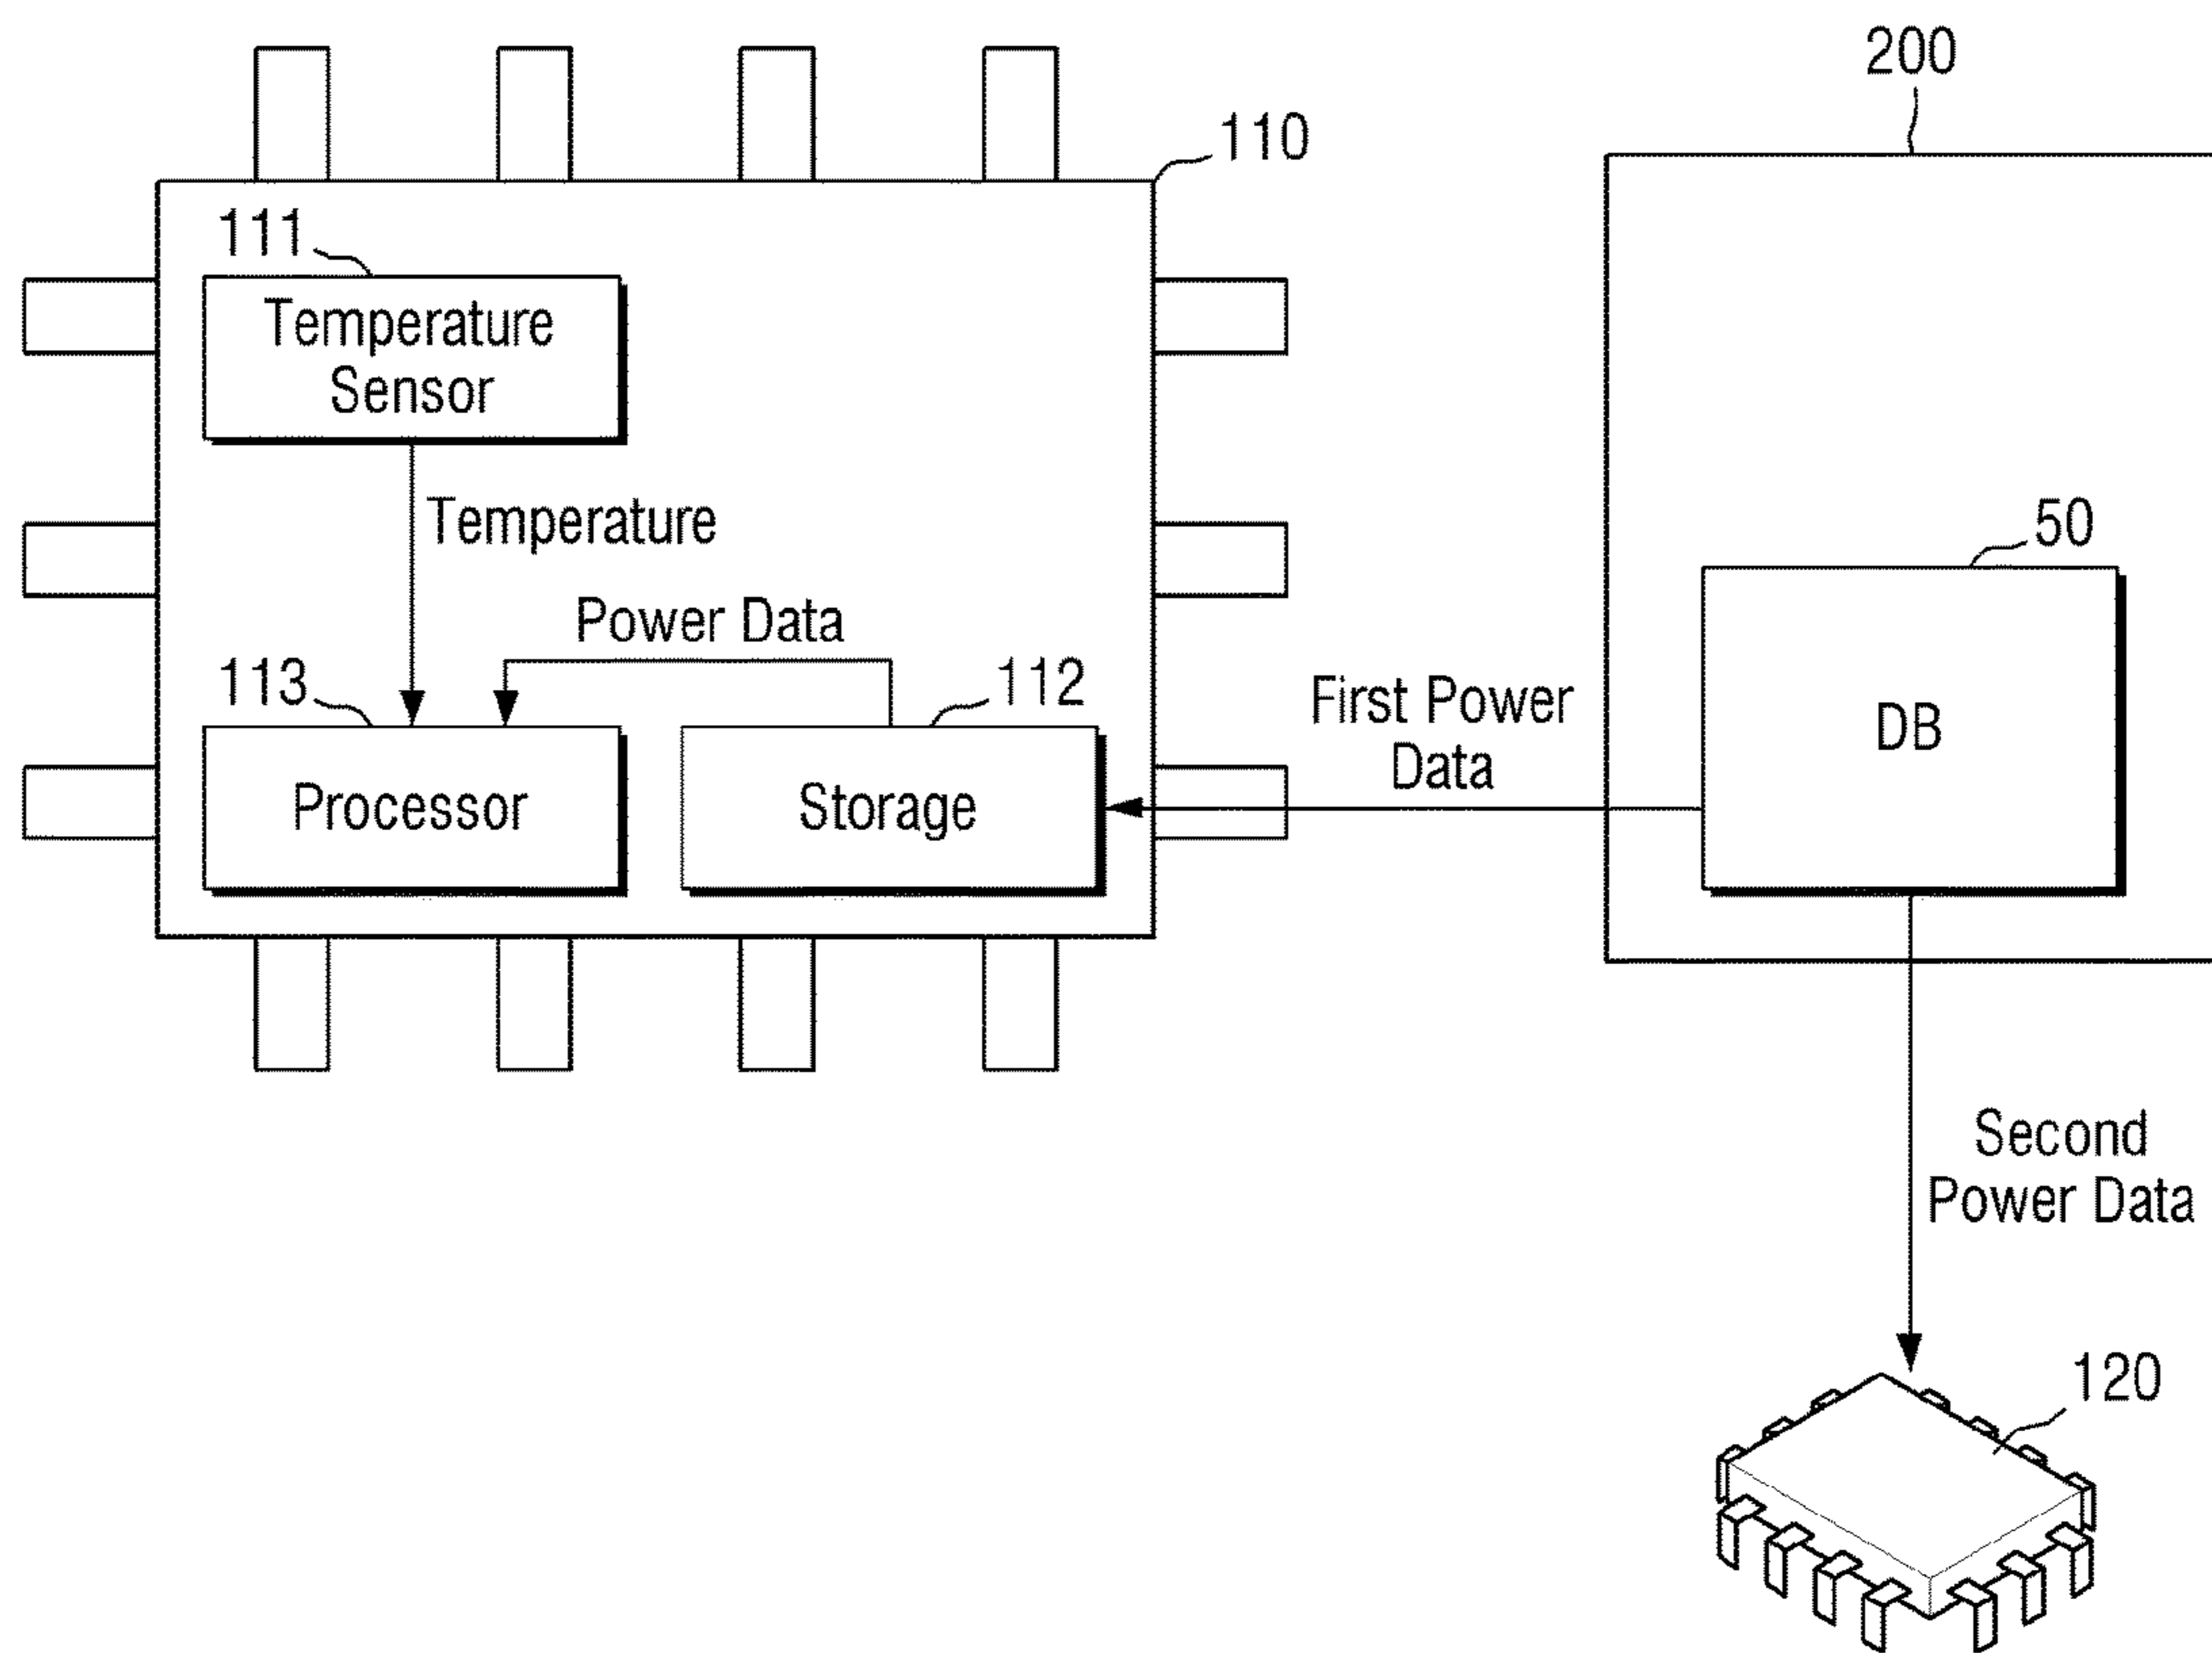 200
110
111
Temperature
Sensor
Temperature
50
Power Data
113
112
First Power
Data
DB
Processor
Storage
Second
Power Data
120